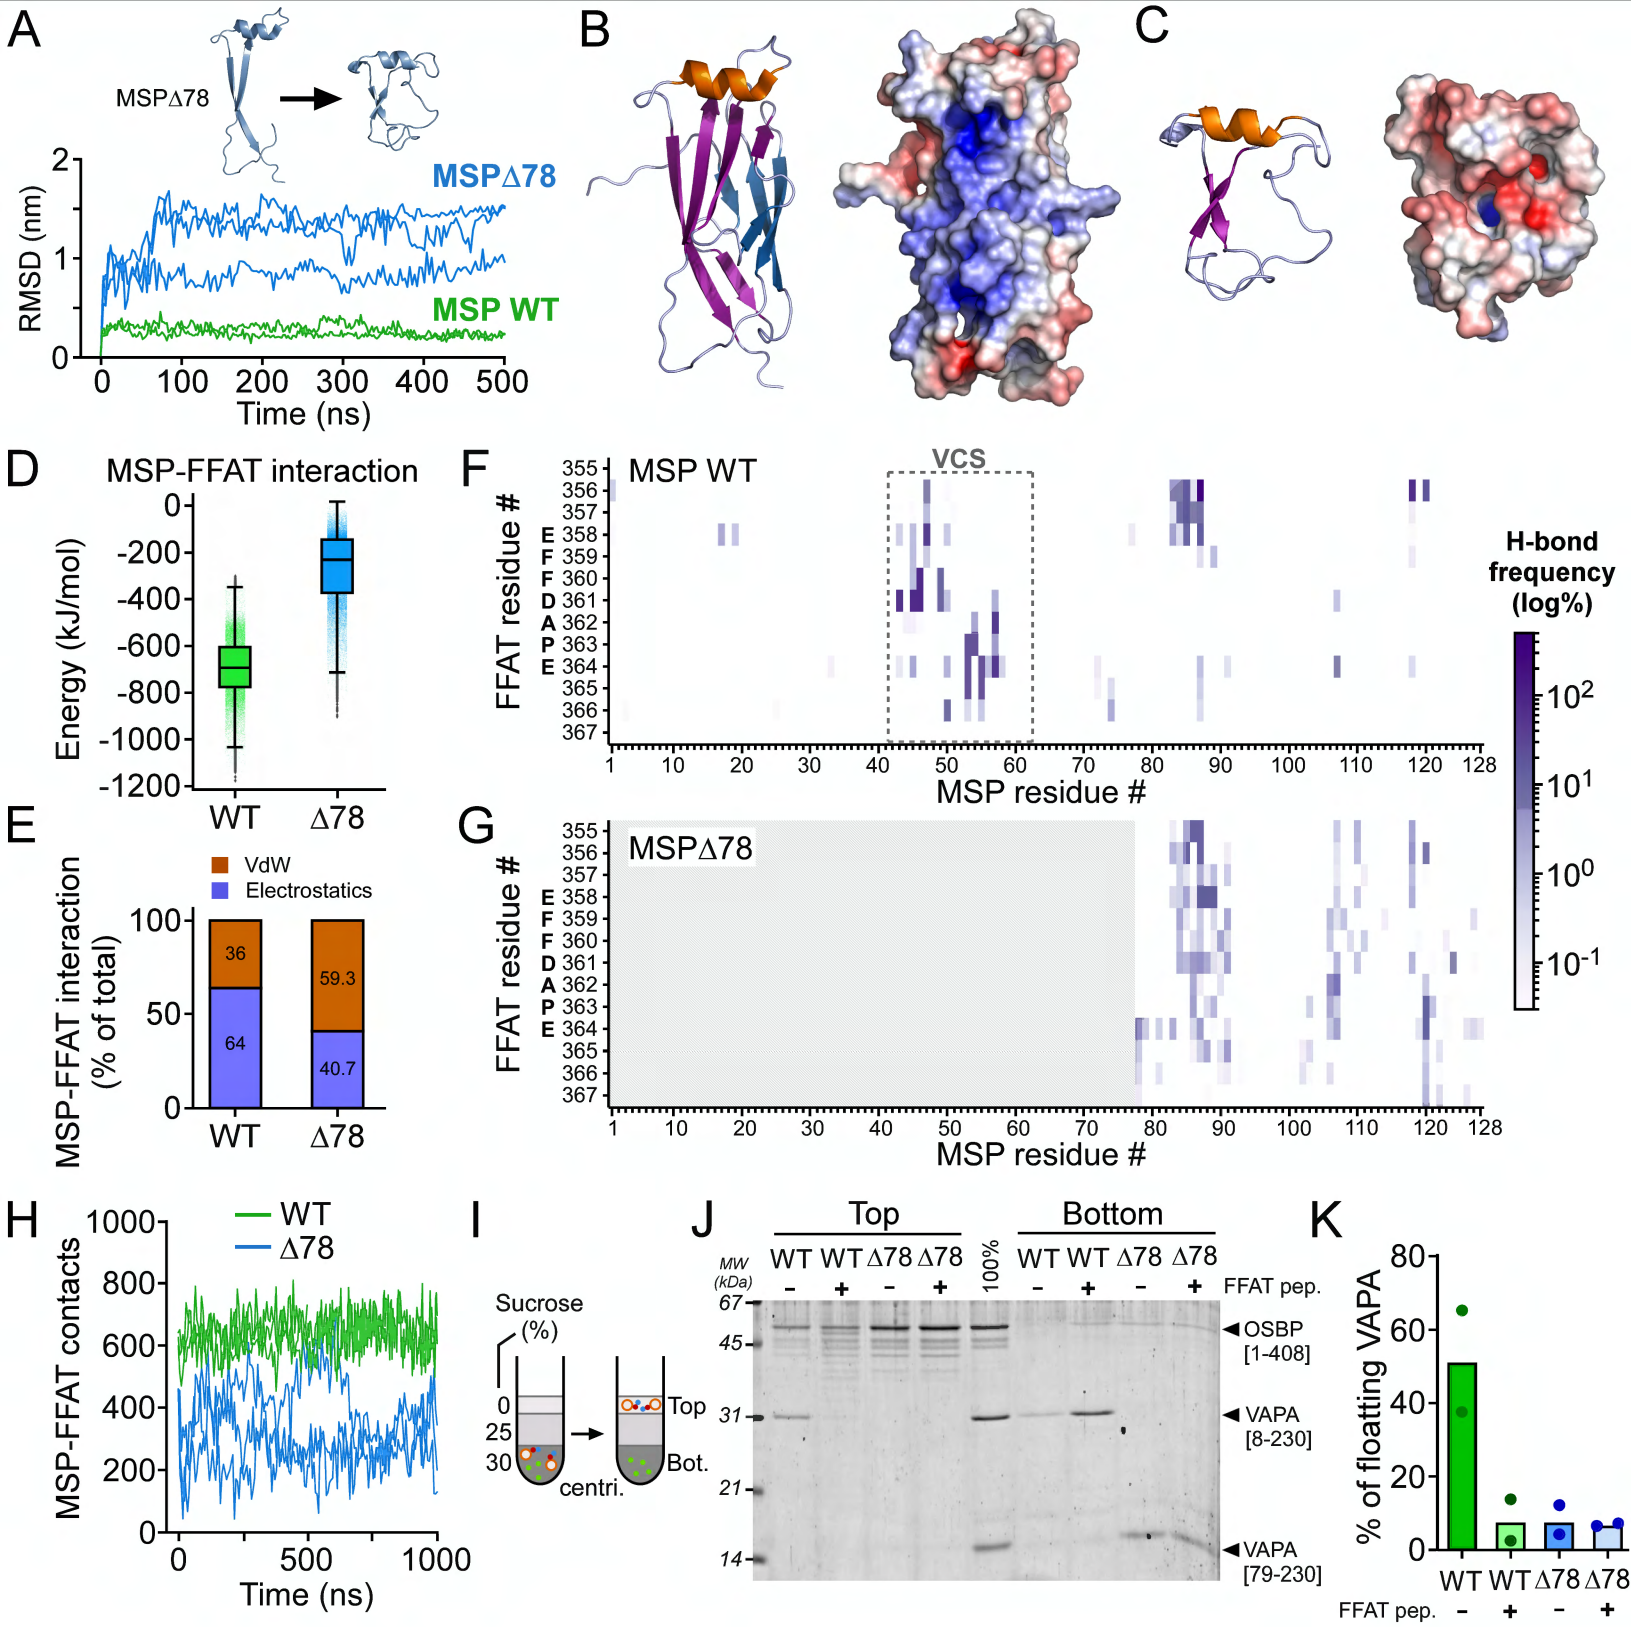 A
MSPΔ78
2
1
0
RMSD (nm)
MSPΔ78
MSP WT
0 100 200 300 400 500
Time (ns)
B
C
D
MSP-FFAT interaction
0
-200
-400
-600
-800
-1000
-1200
Energy (kJ/mol)
WT Δ78
E
VdW
Electrostatics
MSP-FFAT interaction
(% of total)
100
50
0
36
64
59.3
40.7
WT Δ78
F
MSP WT
VCS
FFAT residue #
355
356
357
E 358
F 359
F 360
D 361
A 362
P 363
E 364
365
366
367
1 10 20 30 40 50 60 70 80 90 100 110 120 128
MSP residue #
H-bond
frequency
(log%)
10²
10¹
10⁰
10⁻¹
G
MSPΔ78
FFAT residue #
355
356
357
E 358
F 359
F 360
D 361
A 362
P 363
E 364
365
366
367
1 10 20 30 40 50 60 70 80 90 100 110 120 128
MSP residue #
H
WT
Δ78
MSP-FFAT contacts
1000
800
600
400
200
0
0 500 1000
Time (ns)
I
Sucrose
(%)
0
25
30
Top
Bot.
centri.
J
Top Bottom
MW
(kDa)
WT WT Δ78 Δ78 100% WT WT Δ78 Δ78
- + - + - + - + FFAT pep.
67
45
31
21
14
OSBP
[1-408]
VAPA
[8-230]
VAPA
[79-230]
K
% of floatting VAPA
80
60
40
20
0
WT WT Δ78 Δ78
FFAT pep. - + - +